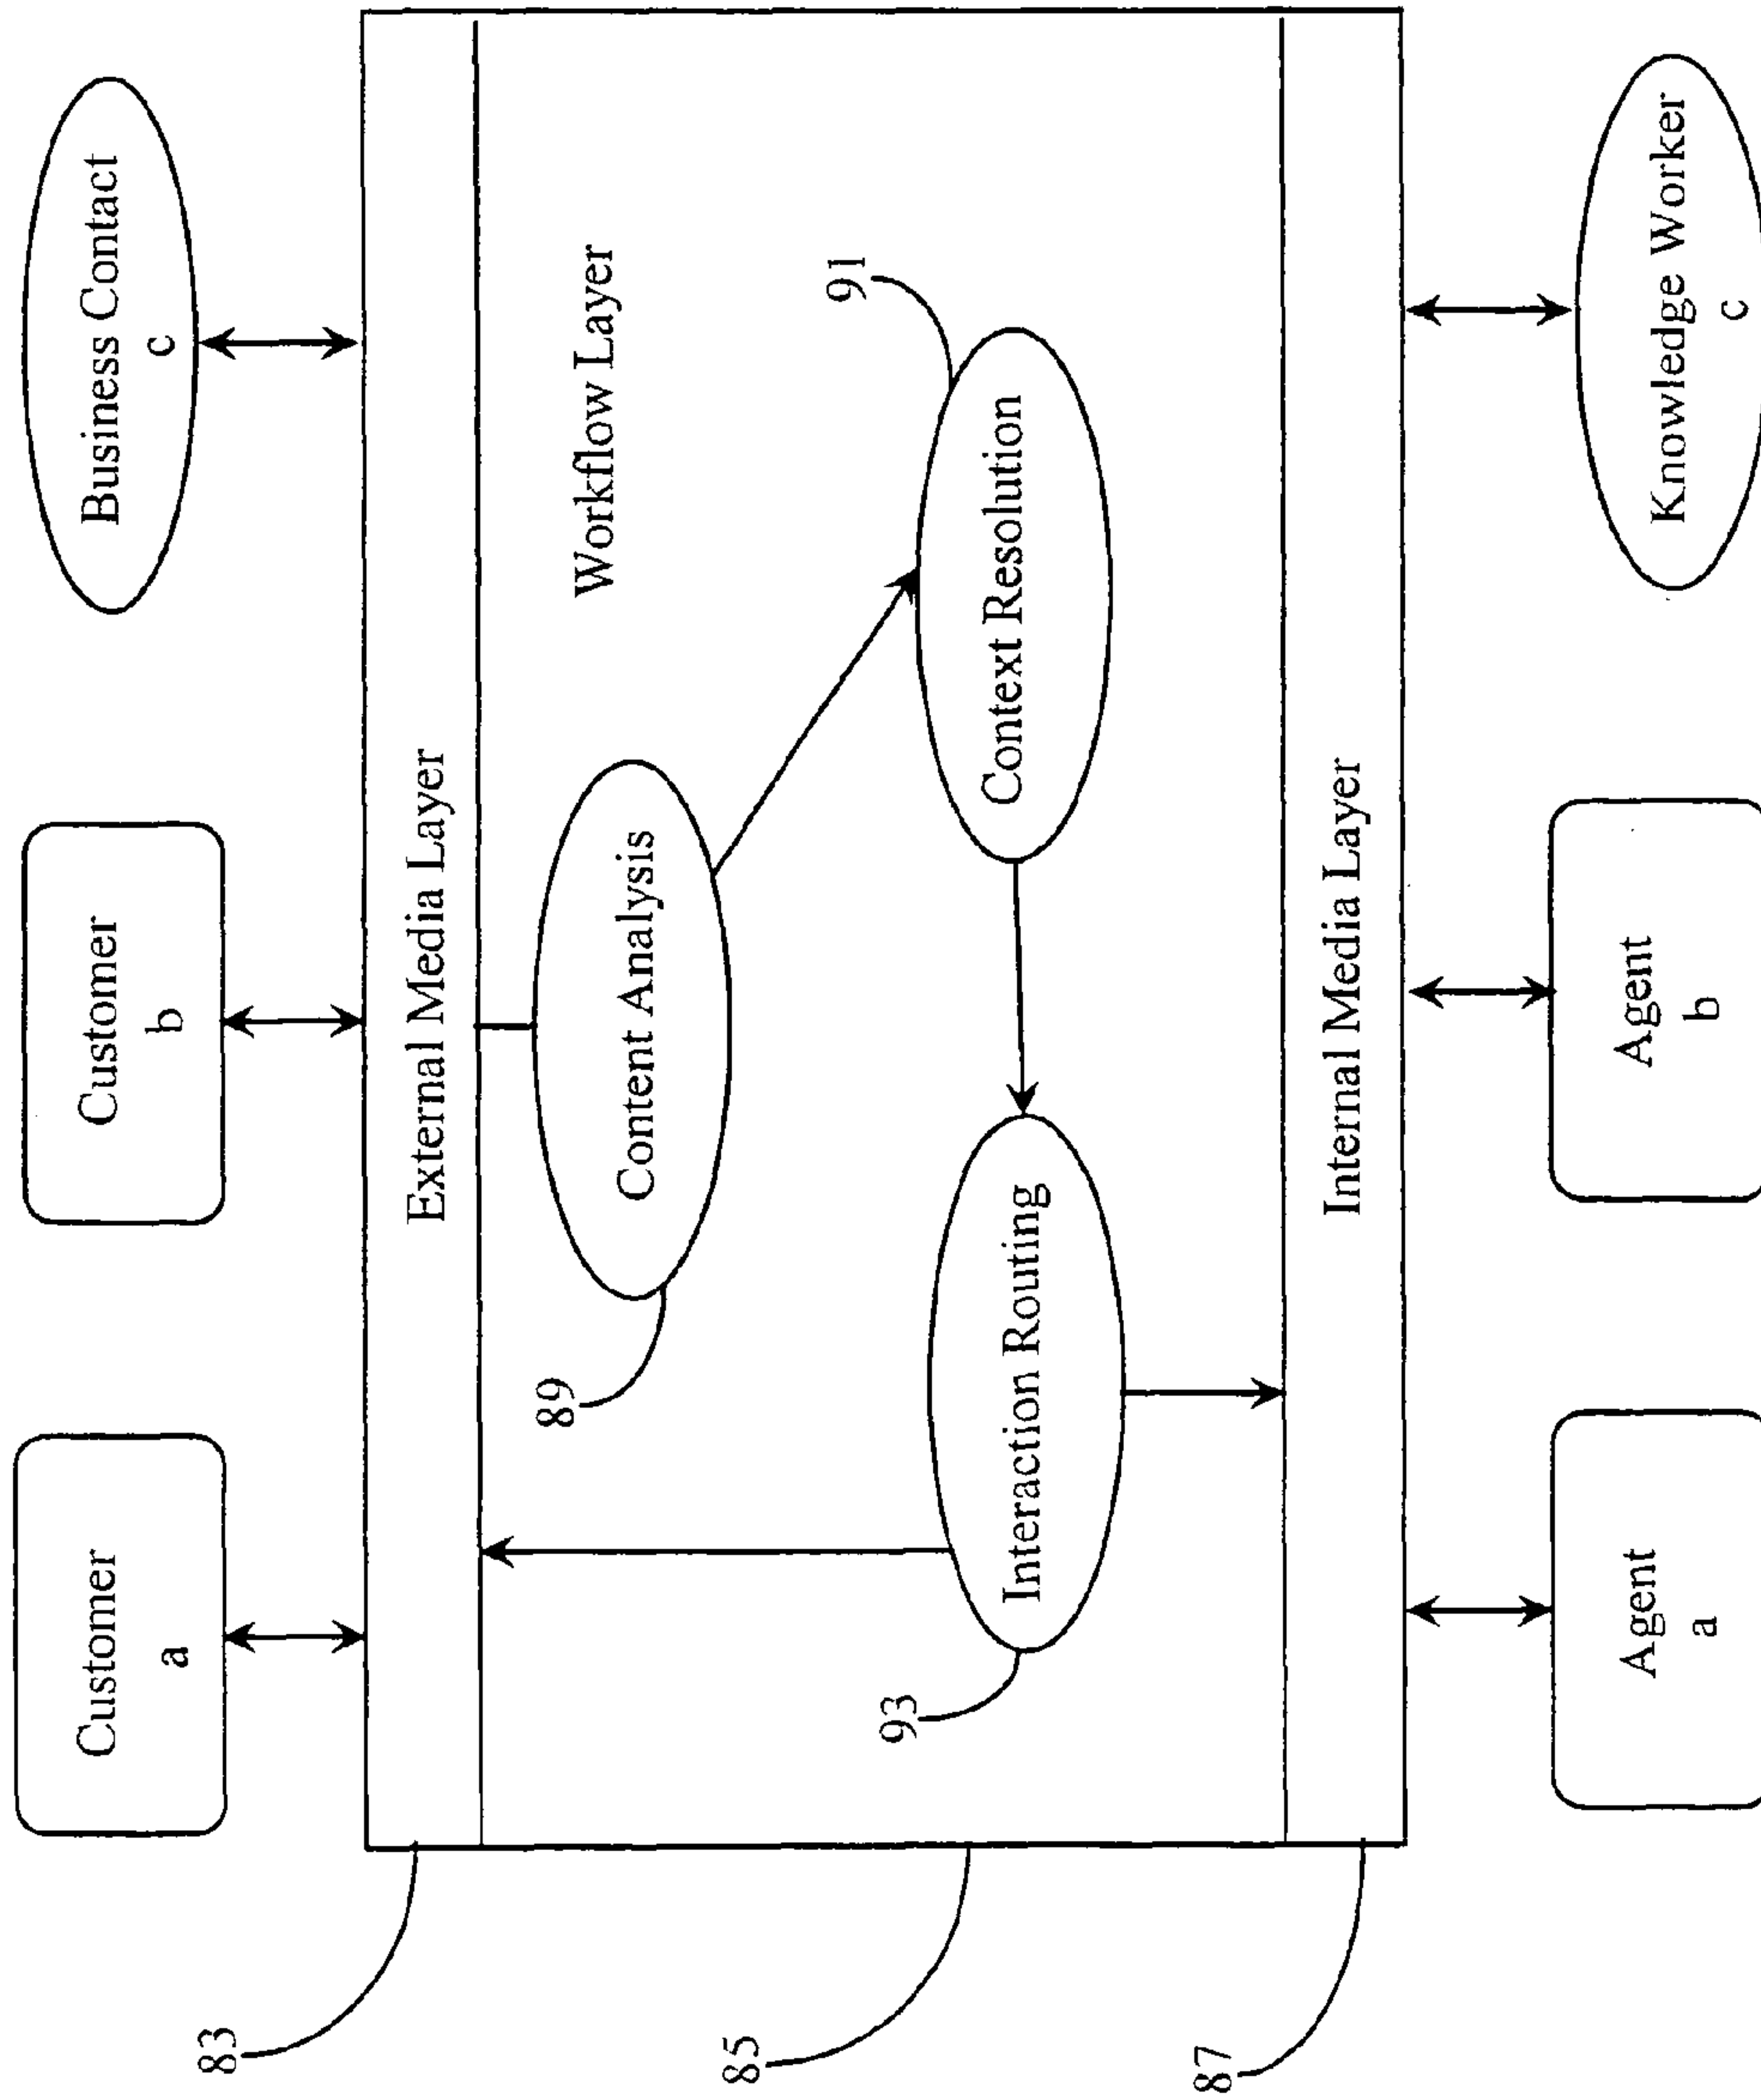 Customer
a
Customer
b
Business Contact
c
83
External Media Layer
Workflow Layer
89
Content Analysis
91
85
93
Interaction Routing
Context Resolution
87
Internal Media Layer
Agent
a
Agent
b
Knowledge Worker
c